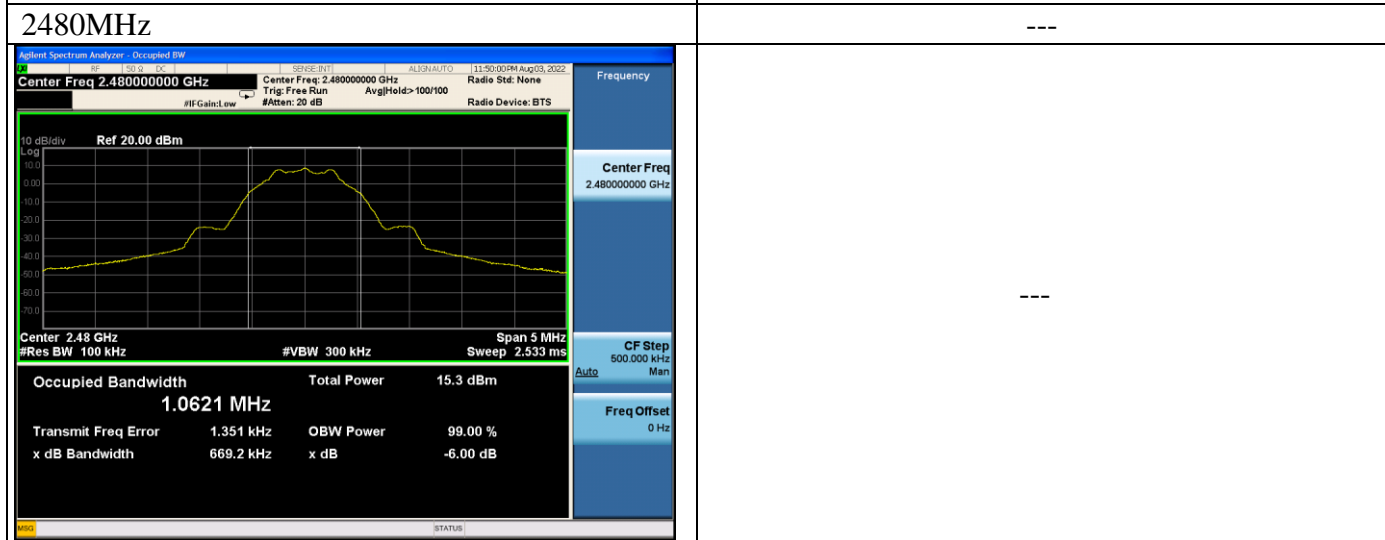 2480MHz
---
Agilent Spectrum Analyzer - Occupied BW
RF 50 Ω DC SENSE:INT ALIGNAUTO 11:50:00PM Aug 03, 2022
Center Freq 2.480000000 GHz
Center Freq: 2.480000000 GHz
Radio Std: None
Trig: Free Run Avg|Hold:>100/100
#IFGain:Low
#Atten: 20 dB
Radio Device: BTS
Frequency
10 dB/div Ref 20.00 dBm
Log
10.0
0.00
-10.0
-20.0
-30.0
-40.0
-50.0
-60.0
-70.0
Center 2.48 GHz Span 5 MHz
#Res BW 100 kHz #VBW 300 kHz Sweep 2.533 ms
Center Freq
2.480000000 GHz
CF Step
500.000 kHz
Auto Man
Freq Offset
0 Hz
Occupied Bandwidth Total Power 15.3 dBm
1.0621 MHz
Transmit Freq Error 1.351 kHz OBW Power 99.00 %
x dB Bandwidth 669.2 kHz x dB -6.00 dB
MSG STATUS
---